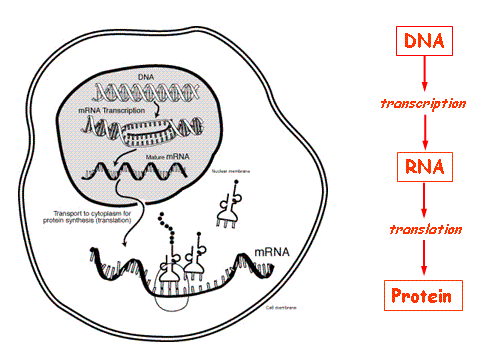 DNA
mRNA Transcription
Mature mRNA
Nuclear membrane
Transport to cytoplasm for
protein synthesis (translation)
mRNA
Cell membrane
DNA
transcription
RNA
translation
Protein